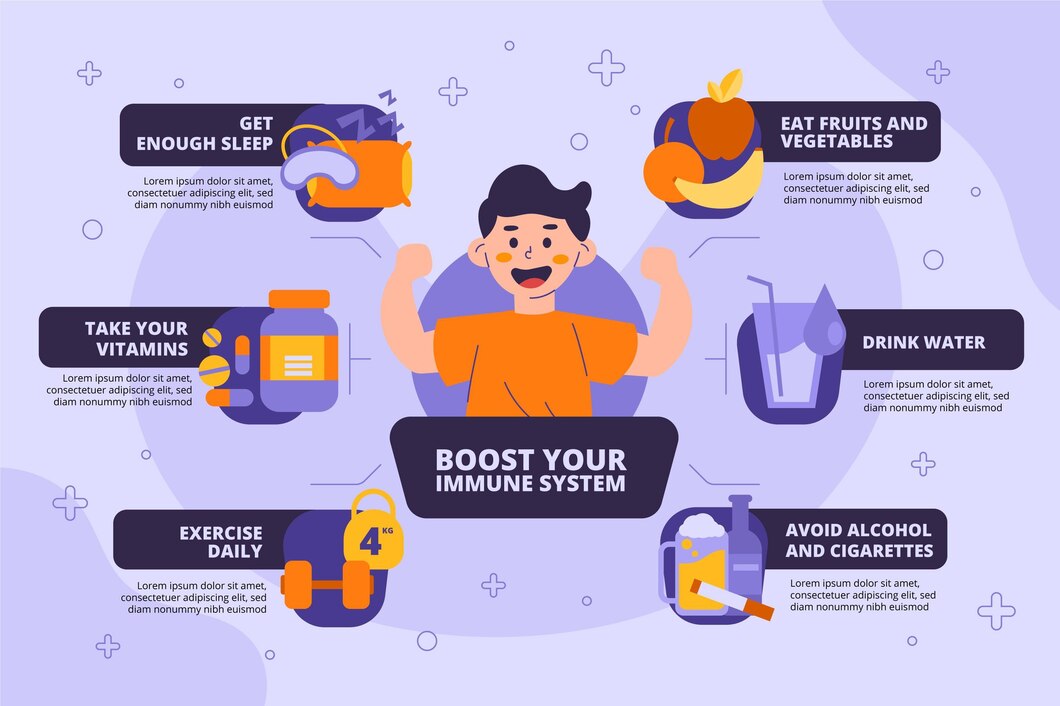 GET
ENOUGH SLEEP
Lorem ipsum dolor sit amet,
consectetuer adipiscing elit, sed
diam nonummy nibh euismod
EAT FRUITS AND
VEGETABLES
Lorem ipsum dolor sit amet,
consectetuer adipiscing elit, sed
diam nonummy nibh euismod
TAKE YOUR
VITAMINS
Lorem ipsum dolor sit amet,
consectetuer adipiscing elit, sed
diam nonummy nibh euismod
DRINK WATER
Lorem ipsum dolor sit amet,
consectetuer adipiscing elit, sed
diam nonummy nibh euismod
BOOST YOUR
IMMUNE SYSTEM
EXERCISE
DAILY
4 KG
Lorem ipsum dolor sit amet,
consectetuer adipiscing elit, sed
diam nonummy nibh euismod
AVOID ALCOHOL
AND CIGARETTES
Lorem ipsum dolor sit amet,
consectetuer adipiscing elit, sed
diam nonummy nibh euismod